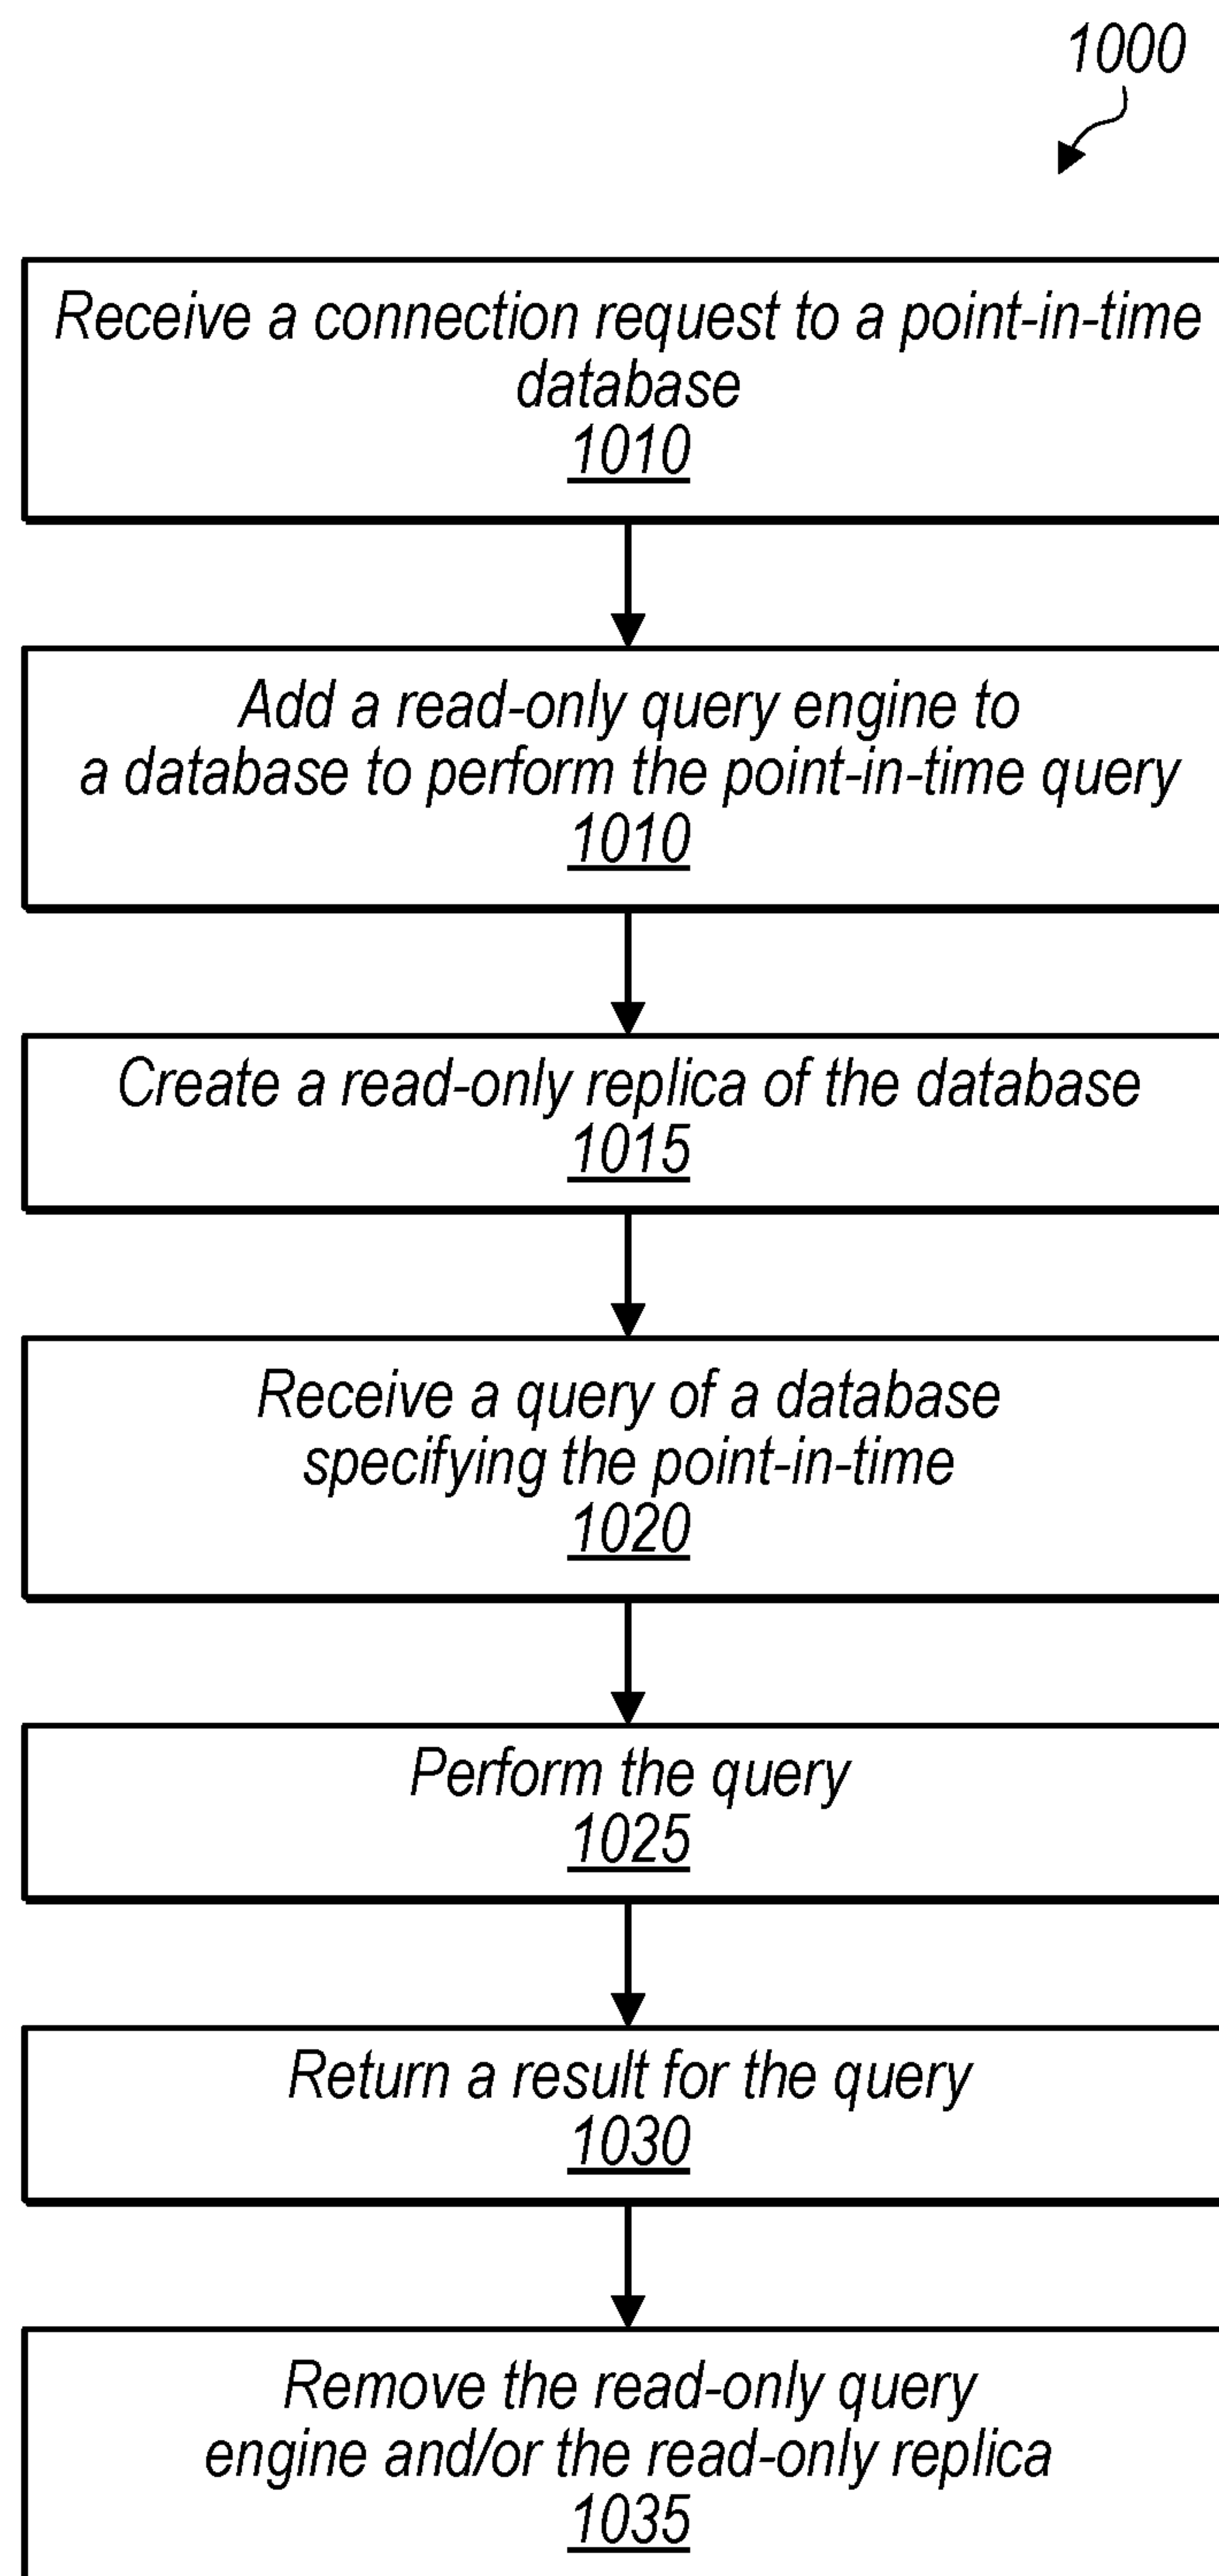 1000
Receive a connection request to a point-in-time
database
1010
Add a read-only query engine to
a database to perform the point-in-time query
1010
Create a read-only replica of the database
1015
Receive a query of a database
specifying the point-in-time
1020
Perform the query
1025
Return a result for the query
1030
Remove the read-only query
engine and/or the read-only replica
1035